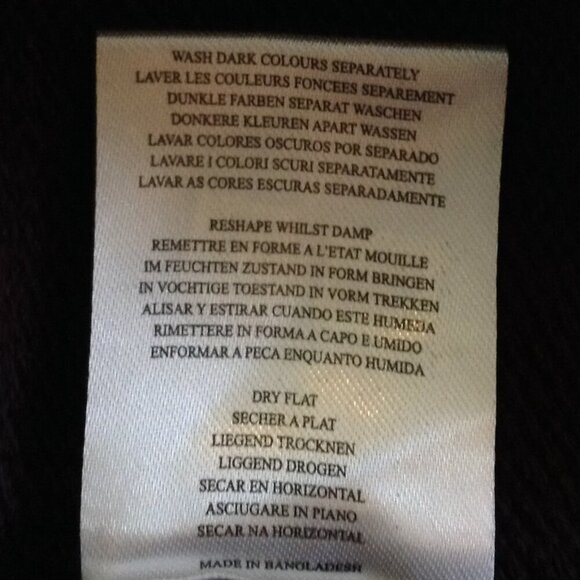 WASH DARK COLOURS SEPARATELY
LAVER LES COULEURS FONCEES SEPAREMENT
DUNKLE FARBEN SEPARAT WASCHEN
DONKERE KLEUREN APART WASSEN
LAVAR COLORES OSCUROS POR SEPARADO
LAVARE I COLORI SCURI SEPARATAMENTE
LAVAR AS CORES ESCURAS SEPARADAMENTE
RESHAPE WHILST DAMP
REMETTRE EN FORME A L'ETAT MOUILLE
IM FEUCHTEN ZUSTAND IN FORM BRINGEN
IN VOCHTIGE TOESTAND IN VORM TREKKEN
ALISAR Y ESTIRAR CUANDO ESTE HUMEDA
RIMETTERE IN FORMA A CAPO E UMIDO
ENFORMAR A PECA ENQUANTO HUMIDA
DRY FLAT
SECHER A PLAT
LIEGEND TROCKNEN
LIGGEND DROGEN
SECAR EN HORIZONTAL
ASCIUGARE IN PIANO
SECAR NA HORIZONTAL
MADE IN BANGLADESH